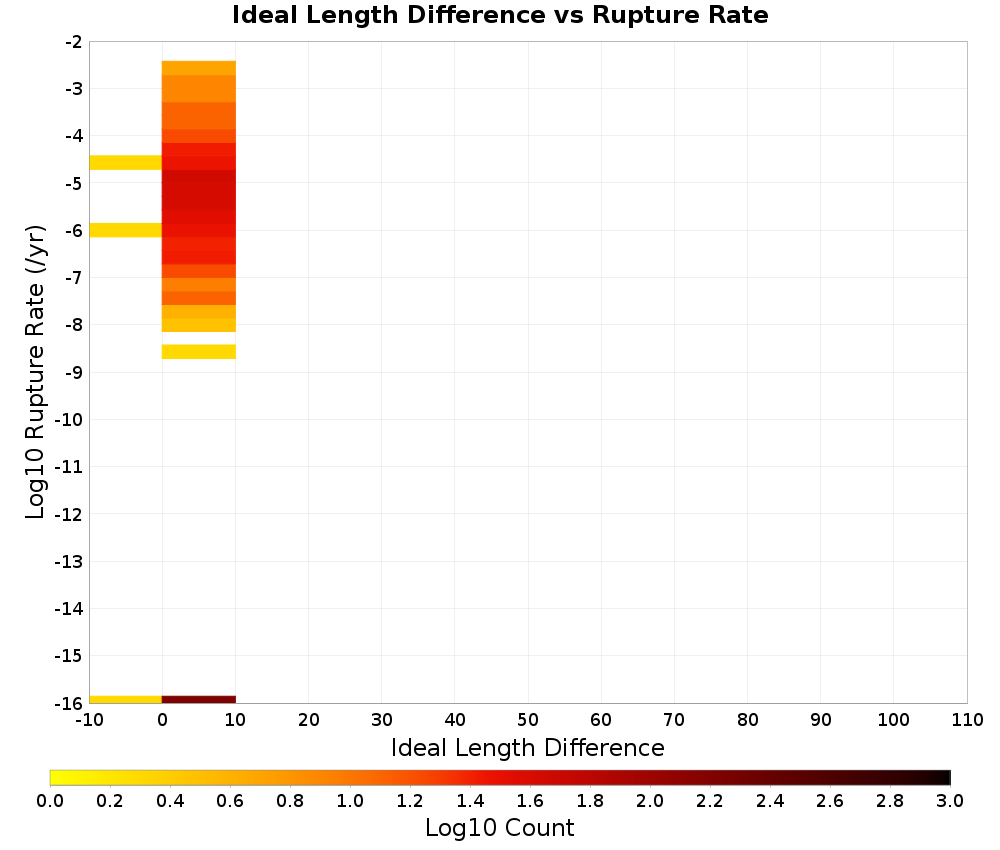 Ideal Length Difference vs Rupture Rate
Log10 Rupture Rate (/yr)
-2
-3
-4
-5
-6
-7
-8
-9
-10
-11
-12
-13
-14
-15
-16
-10 0 10 20 30 40 50 60 70 80 90 100 110
Ideal Length Difference
0.0 0.2 0.4 0.6 0.8 1.0 1.2 1.4 1.6 1.8 2.0 2.2 2.4 2.6 2.8 3.0
Log10 Count